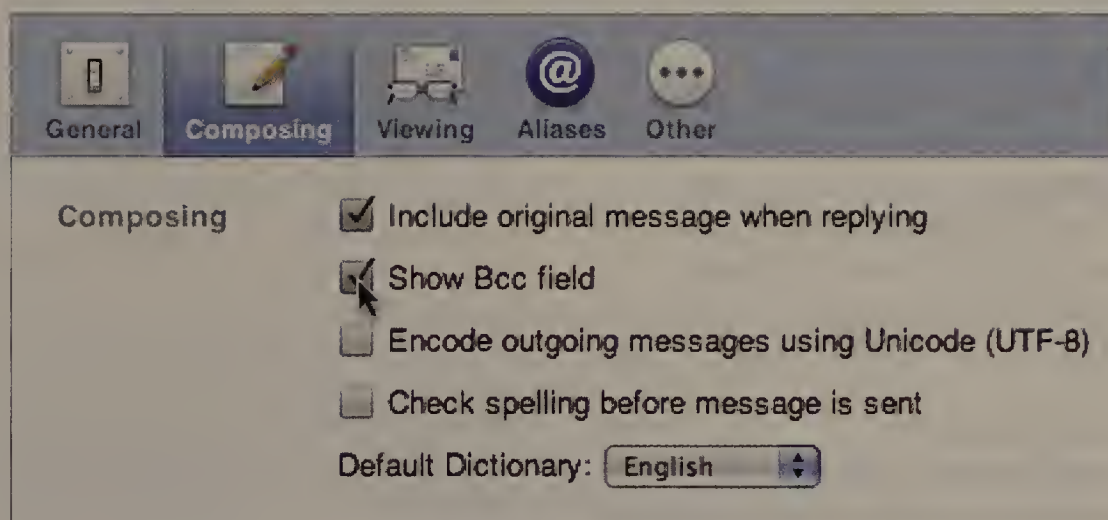 General Composing Viewing Aliases Other
Composing
Include original message when replying
Show Bcc field
Encode outgoing messages using Unicode (UTF-8)
Check spelling before message is sent
Default Dictionary: English